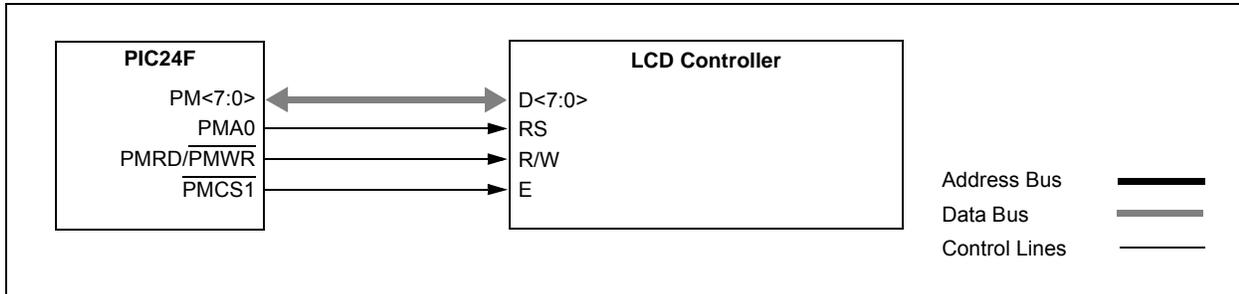 PIC24F
PM<7:0>
PMA0
PMRD/PMWR
PMCS1
LCD Controller
D<7:0>
RS
R/W
E
Address Bus
Data Bus
Control Lines